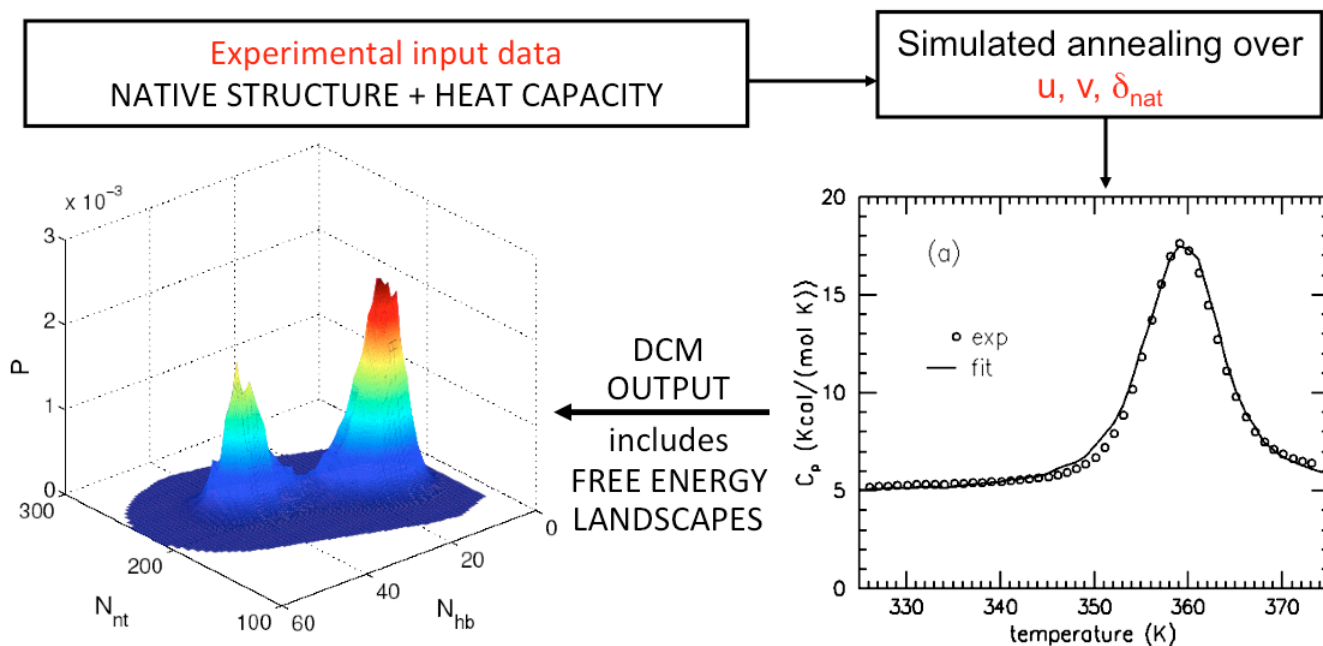 Experimental input data
NATIVE STRUCTURE + HEAT CAPACITY
Simulated annealing over
u, v, δnat
x 10⁻³
3
2
1
0
P
300
200
100
Nnt
60
40
20
0
Nhb
DCM
OUTPUT
includes
FREE ENERGY
LANDSCAPES
20
15
10
5
0
Cp (Kcal/(mol K))
(a)
exp
fit
330 340 350 360 370
temperature (K)